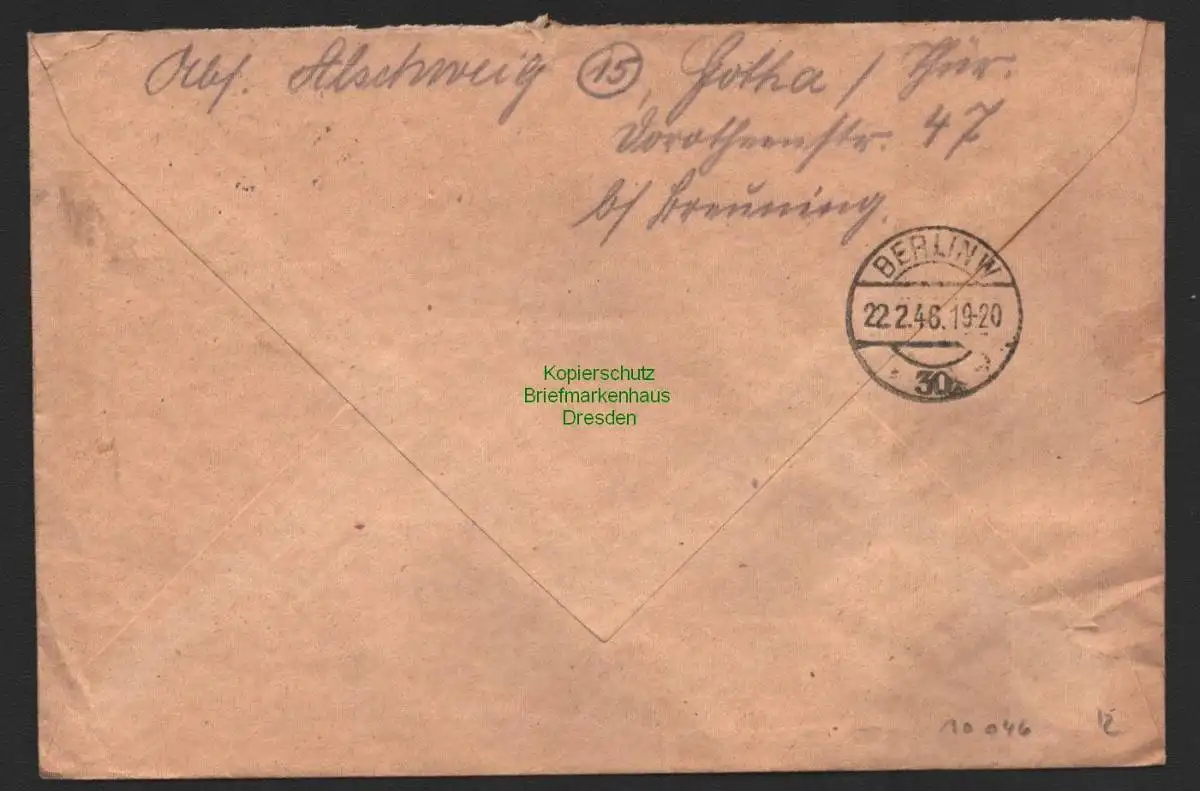 Abs. Alschweig (15), Gotha / Thür.
Dorotheenstr. 47
b/ Breuning.
BERLIN W
22.2.46.19-20
30
Kopierschutz
Briefmarkenhaus
Dresden
10 046